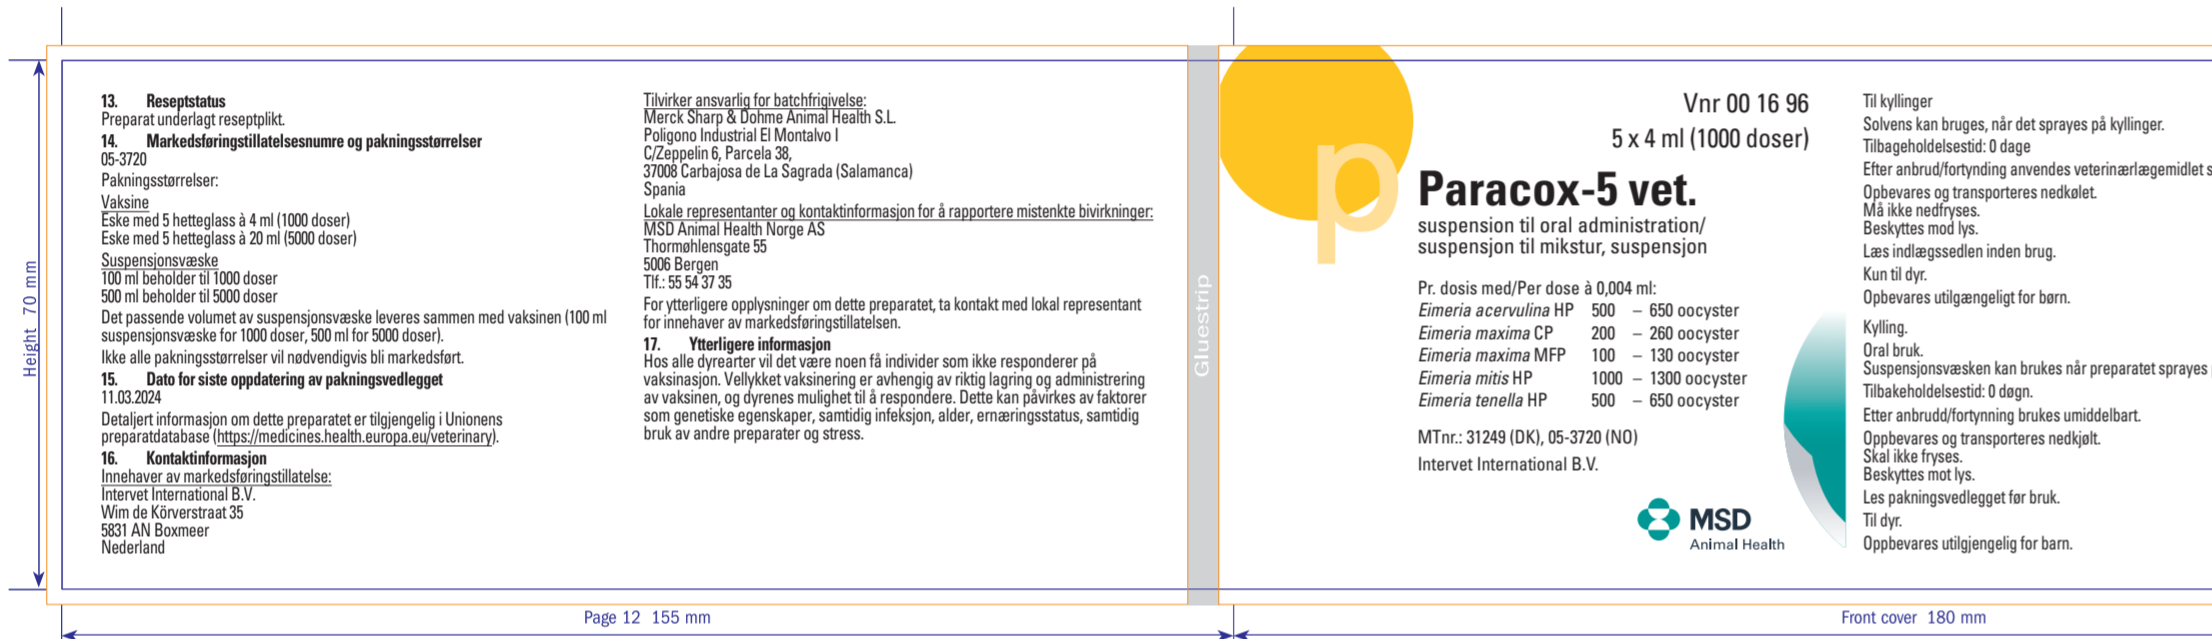 13. Reseptstatus
Preparat underlagt reseptplikt.
14. Markedsføringstillatelsesnumre og pakningsstørrelser
05-3720
Pakningsstørrelser:
Vaksine
Eske med 5 hetteglass à 4 ml (1000 doser)
Eske med 5 hetteglass à 20 ml (5000 doser)
Suspensjonsvæske
100 ml beholder til 1000 doser
500 ml beholder til 5000 doser
Det passende volumet av suspensjonsvæske leveres sammen med vaksinen (100 ml
suspensjonsvæske for 1000 doser, 500 ml for 5000 doser).
Ikke alle pakningsstørrelser vil nødvendigvis bli markedsført.
15. Dato for siste oppdatering av pakningsvedlegget
11.03.2024
Detaljert informasjon om dette preparatet er tilgjengelig i Unionens
preparatdatabase (https://medicines.health.europa.eu/veterinary).
16. Kontaktinformasjon
Innehaver av markedsføringstillatelse:
Intervet International B.V.
Wim de Körverstraat 35
5831 AN Boxmeer
Nederland
Tilvirker ansvarlig for batchfrigivelse:
Merck Sharp & Dohme Animal Health S.L.
Poligono Industrial El Montalvo I
C/Zeppelin 6, Parcela 38,
37008 Carbajosa de La Sagrada (Salamanca)
Spania
Lokale representanter og kontaktinformasjon for å rapportere mistenkte bivirkninger:
MSD Animal Health Norge AS
Thormøhlensgate 55
5006 Bergen
Tlf.: 55 54 37 35
For ytterligere opplysninger om dette preparatet, ta kontakt med lokal representant
for innehaver av markedsføringstillatelsen.
17. Ytterligere informasjon
Hos alle dyrearter vil det være noen få individer som ikke responderer på
vaksinasjon. Vellykket vaksinering er avhengig av riktig lagring og administrering
av vaksinen, og dyrenes mulighet til å respondere. Dette kan påvirkes av faktorer
som genetiske egenskaper, samtidig infeksjon, alder, ernæringsstatus, samtidig
bruk av andre preparater og stress.
Height 70 mm
Page 12 155 mm
Gluestrip
p
Vnr 00 16 96
5 x 4 ml (1000 doser)
Paracox-5 vet.
suspension til oral administration/
suspensjon til mikstur, suspensjon
Pr. dosis med/Per dose à 0,004 ml:
Eimeria acervulina HP 500 – 650 oocyster
Eimeria maxima CP 200 – 260 oocyster
Eimeria maxima MFP 100 – 130 oocyster
Eimeria mitis HP 1000 – 1300 oocyster
Eimeria tenella HP 500 – 650 oocyster
MTnr.: 31249 (DK), 05-3720 (NO)
Intervet International B.V.
MSD
Animal Health
Til kyllinger
Solvens kan bruges, når det sprayes på kyllinger.
Tilbageholdelsestid: 0 dage
Efter anbrud/fortynding anvendes veterinærlægemidlet s
Opbevares og transporteres nedkølet.
Må ikke nedfryses.
Beskyttes mod lys.
Læs indlægssedlen inden brug.
Kun til dyr.
Opbevares utilgængeligt for børn.
Kylling.
Oral bruk.
Suspensjonsvæsken kan brukes når preparatet sprayes
Tilbakeholdelsestid: 0 døgn.
Etter anbrudd/fortynning brukes umiddelbart.
Oppbevares og transporteres nedkjølt.
Skal ikke fryses.
Beskyttes mot lys.
Les pakningsvedlegget før bruk.
Til dyr.
Oppbevares utilgjengelig for barn.
Front cover 180 mm